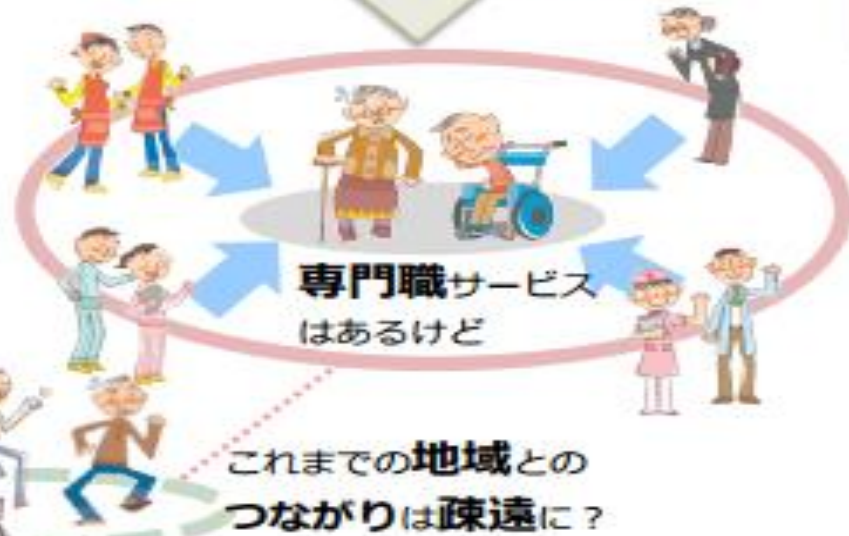 専門職サービス
はあるけど
これまでの地域との
つながりは疎遠に？